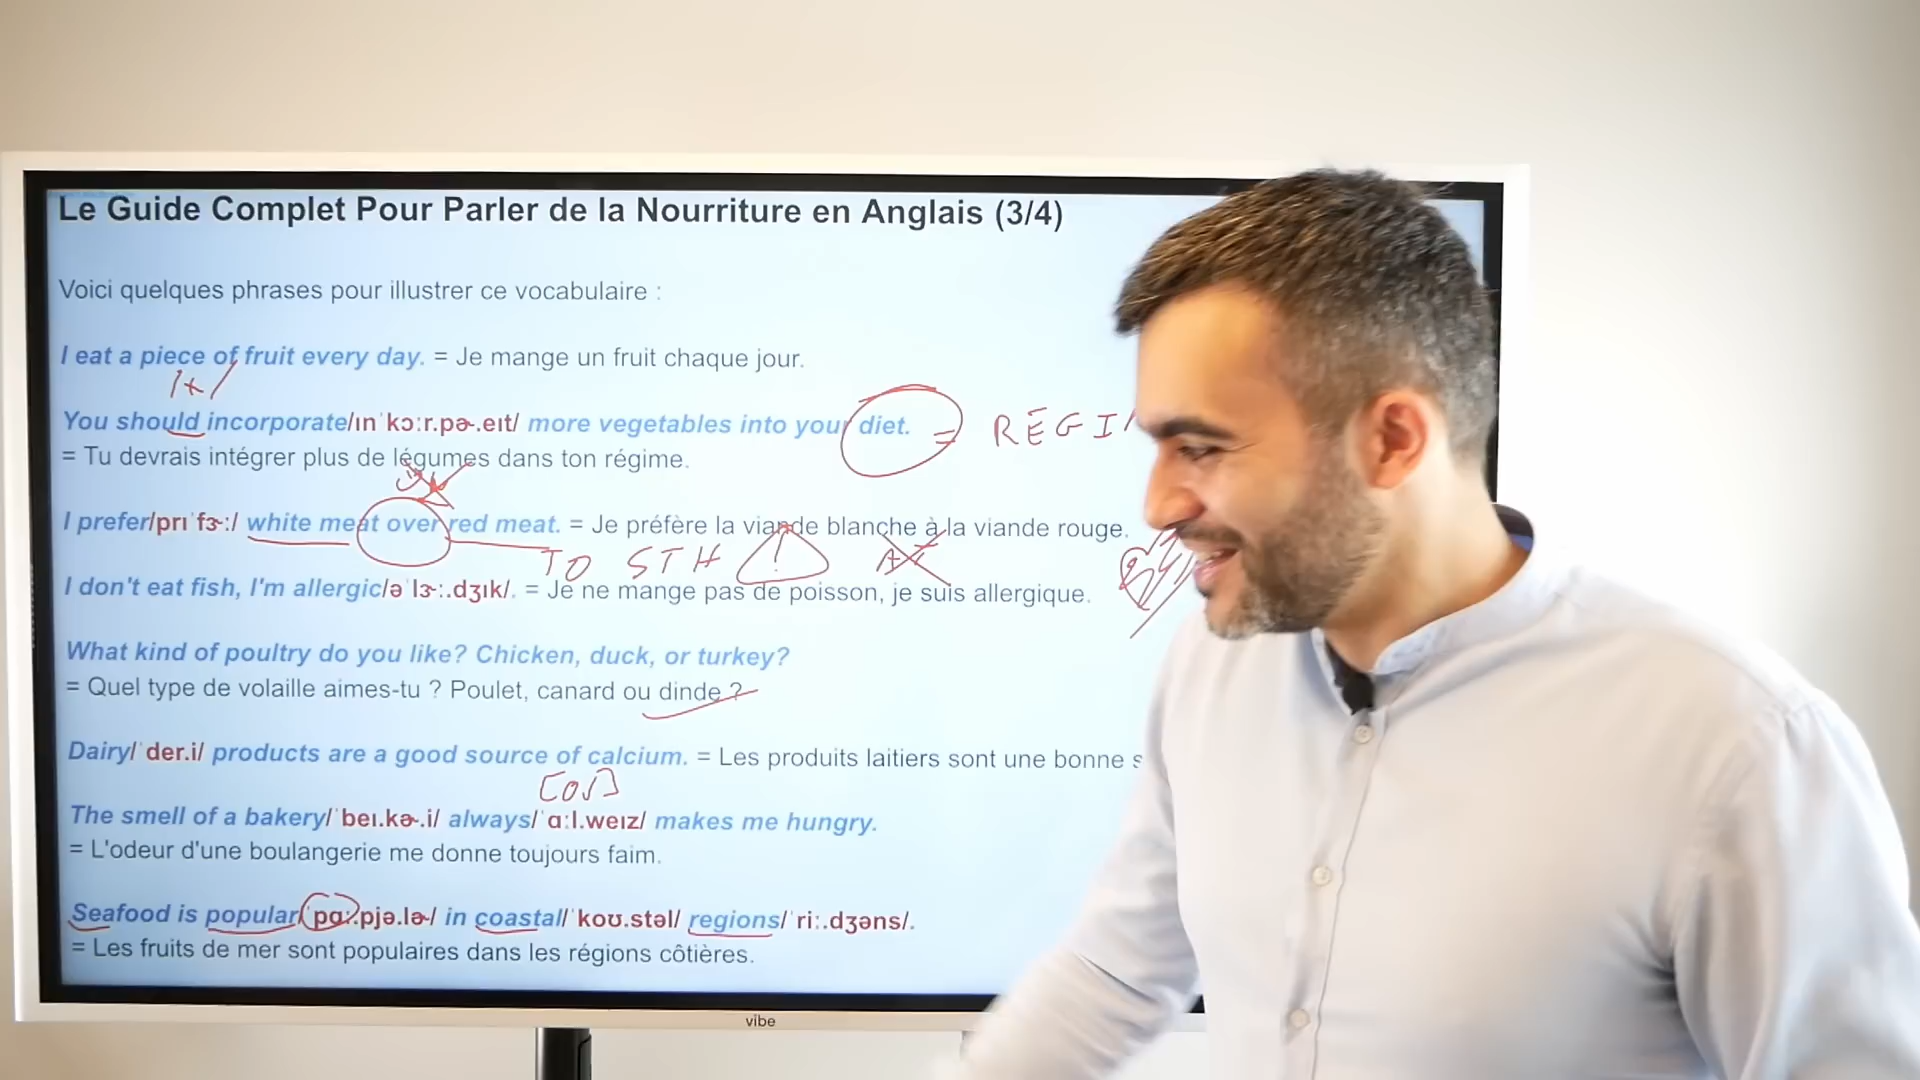 Le Guide Complet Pour Parler de la Nourriture en Anglais (3/4)
Voici quelques phrases pour illustrer ce vocabulaire :
I eat a piece of fruit every day. = Je mange un fruit chaque jour.
You should incorporate/ɪnˈkɔːr.pɚ.eɪt/ more vegetables into your diet. = RÉGI
= Tu devrais intégrer plus de légumes dans ton régime.
I prefer/prɪˈfɝː/ white meat over red meat. = Je préfère la viande blanche à la viande rouge.
TO STH !
I don't eat fish, I'm allergic/əˈlɝː.dʒɪk/. = Je ne mange pas de poisson, je suis allergique.
What kind of poultry do you like? Chicken, duck, or turkey?
= Quel type de volaille aimes-tu ? Poulet, canard ou dinde ?
Dairy/ˈder.i/ products are a good source of calcium. = Les produits laitiers sont une bonne s
The smell of a bakery/ˈbeɪ.kɚ.i/ always/ˈɑːl.weɪz/ makes me hungry.
= L'odeur d'une boulangerie me donne toujours faim.
Seafood is popular/ˈpɑː.pjə.lɚ/ in coastal/ˈkoʊ.stəl/ regions/ˈriː.dʒəns/.
= Les fruits de mer sont populaires dans les régions côtières.
vibe